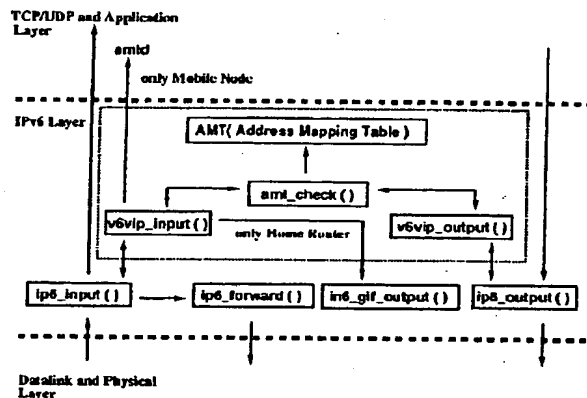 TCP/UDP and Application
Layer
amtd
only Mobile Node
IPv6 Layer
AMT( Address Mapping Table )
amt_check ( )
v6vip_input ( )
v6vip_output ( )
only Home Router
ip6_input ( )
ip6_forward ( )
in6_gif_output ( )
ip6_output ( )
Datalink and Physical
Layer